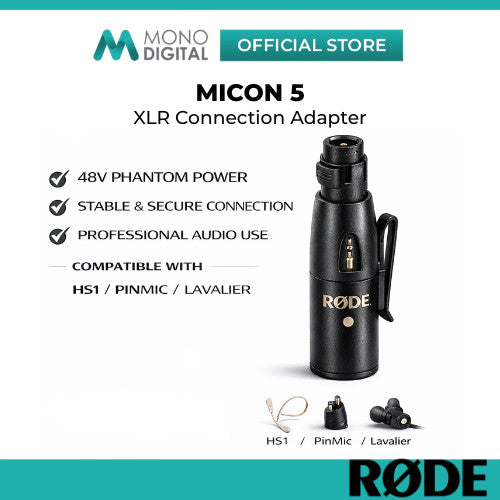 MONO
DIGITAL
OFFICIAL STORE
MICON 5
XLR Connection Adapter
48V PHANTOM POWER
STABLE & SECURE CONNECTION
PROFESSIONAL AUDIO USE
COMPATIBLE WITH
HS1 / PINMIC / LAVALIER
RØDE
HS1 / PinMic / Lavalier
RØDE